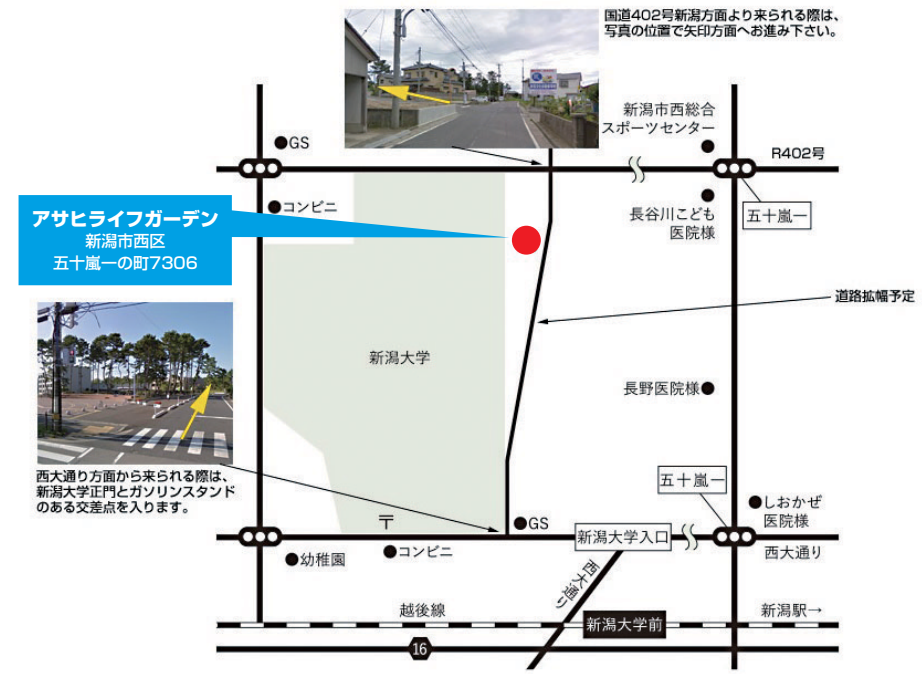 国道402号新潟方面より来られる際は、
写真の位置で矢印方面へお進み下さい。
新潟市西総合
スポーツセンター
GS
R402号
コンビニ
長谷川こども
医院様
五十嵐一
アサヒライフガーデン
新潟市西区
五十嵐一の町7306
道路拡幅予定
新潟大学
長野医院様
西大通り方面から来られる際は、
新潟大学正門とガソリンスタンド
のある交差点を入ります。
五十嵐一
しおかぜ
医院様
〒
GS
新潟大学入口
西大通り
幼稚園
コンビニ
西大通り
越後線
新潟大学前
新潟駅→
16